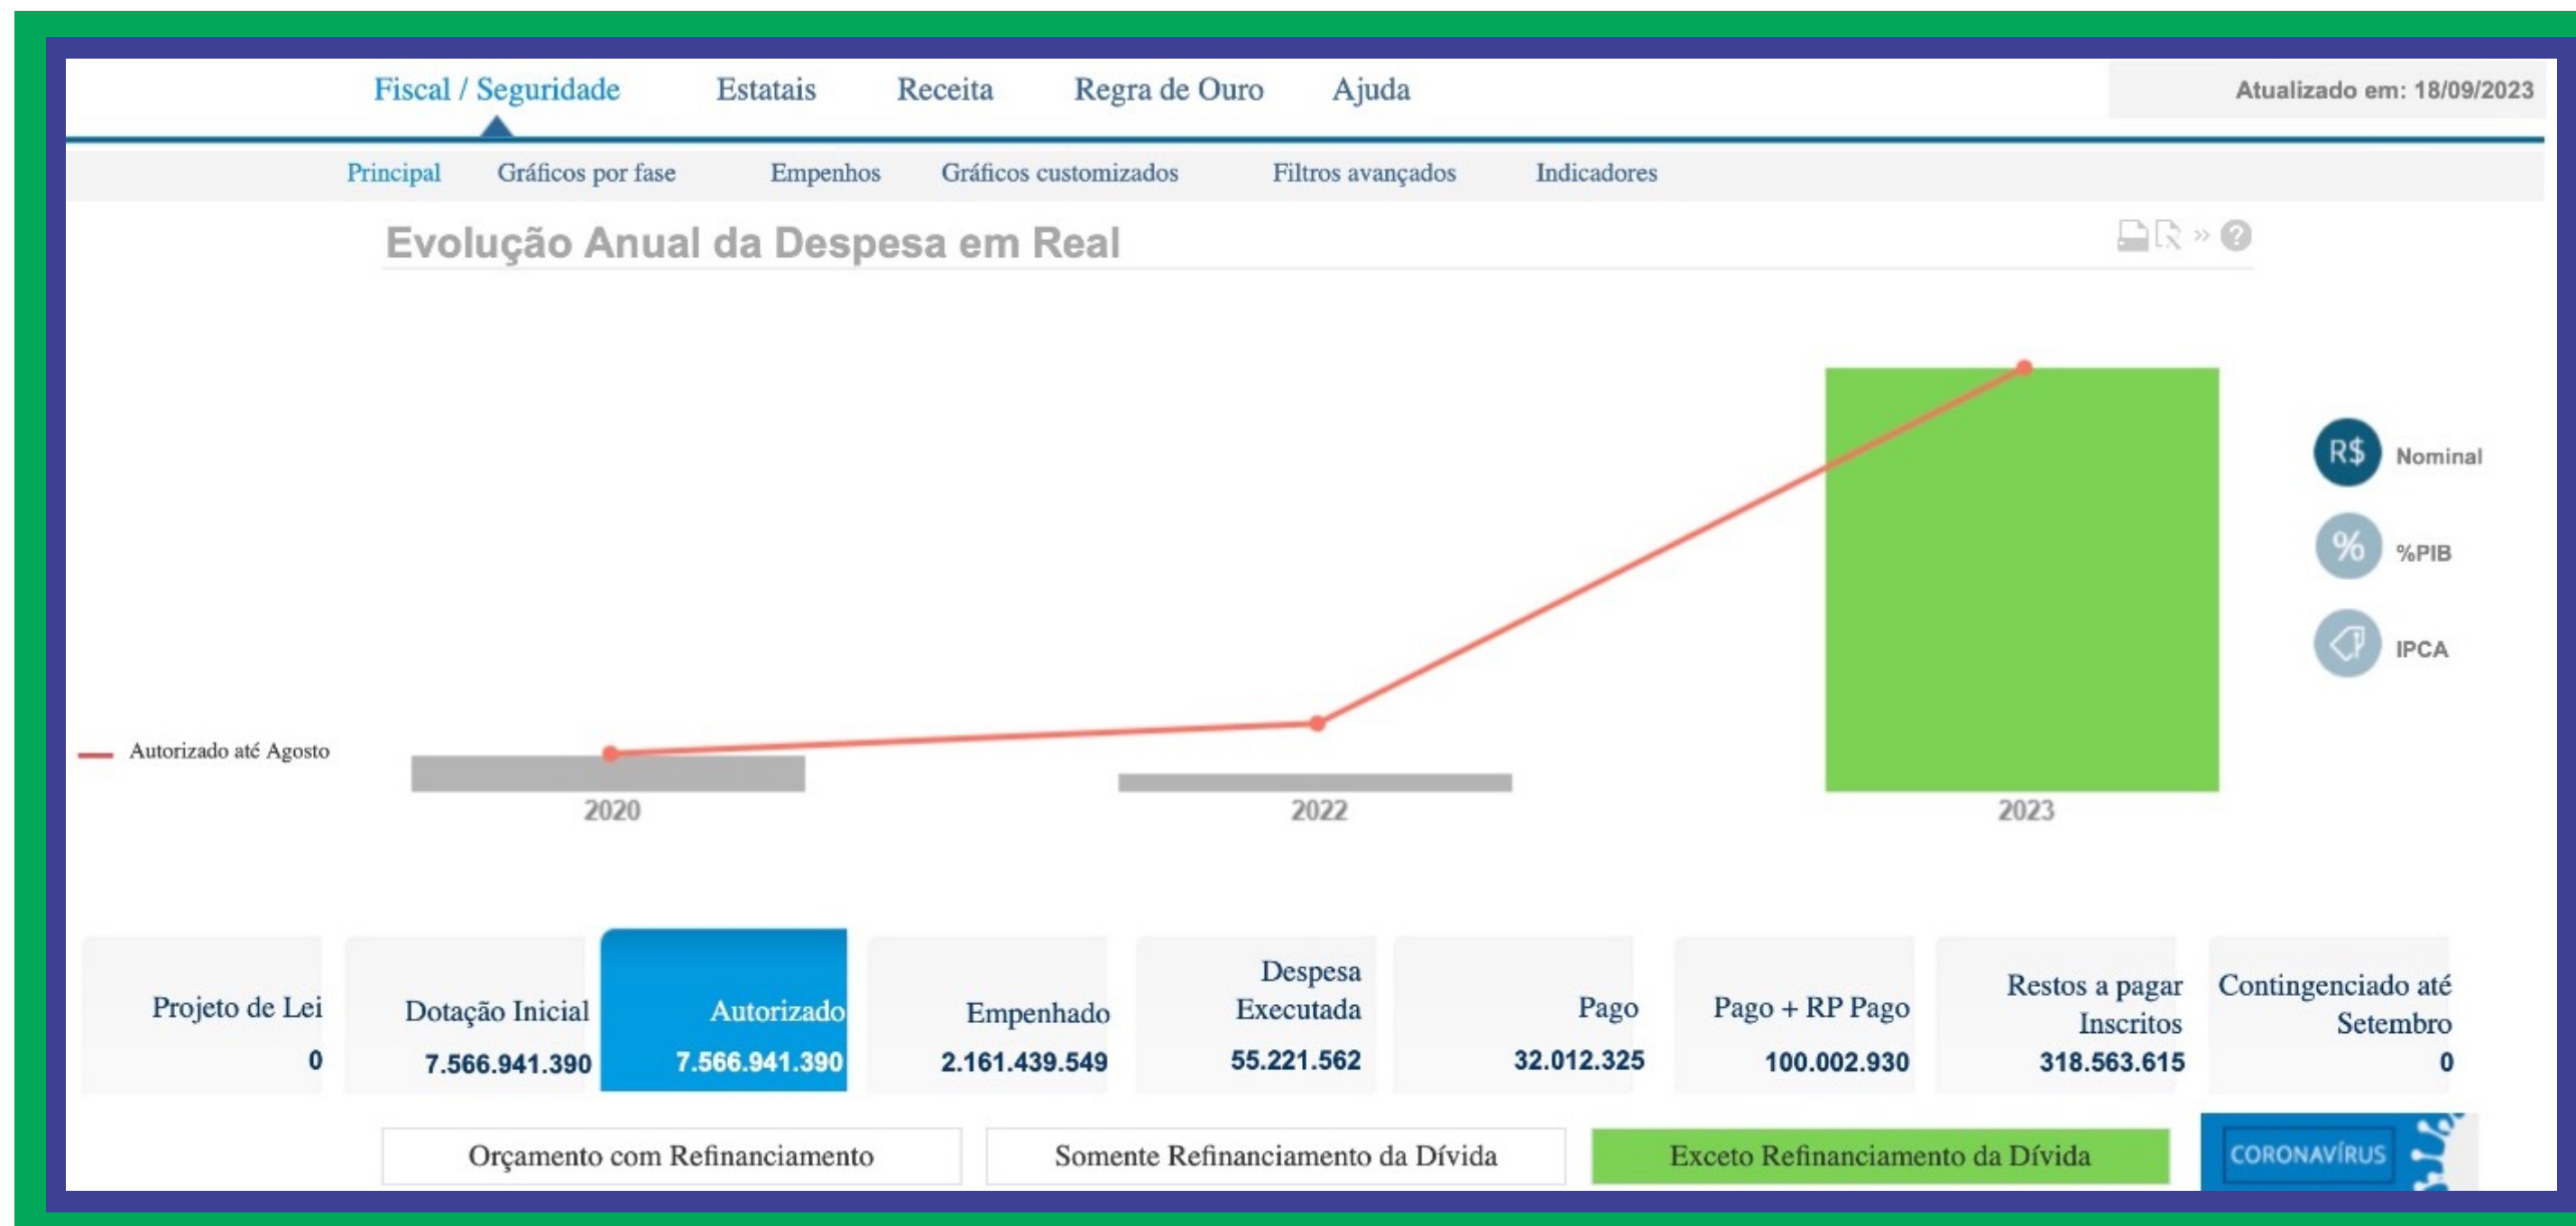 Fiscal / Seguridade Estatais Receita Regra de Ouro Ajuda Atualizado em: 18/09/2023
Principal Gráficos por fase Empenhos Gráficos customizados Filtros avançados Indicadores
Evolução Anual da Despesa em Real » ?
R$ Nominal
% %PIB
IPCA
Autorizado até Agosto
2020 2022 2023
Projeto de Lei
0
Dotação Inicial
7.566.941.390
Autorizado
7.566.941.390
Empenhado
2.161.439.549
Despesa
Executada
55.221.562
Pago
32.012.325
Pago + RP Pago
100.002.930
Restos a pagar
Inscritos
318.563.615
Contingenciado até
Setembro
0
Orçamento com Refinanciamento Somente Refinanciamento da Dívida Exceto Refinanciamento da Dívida CORONAVÍRUS